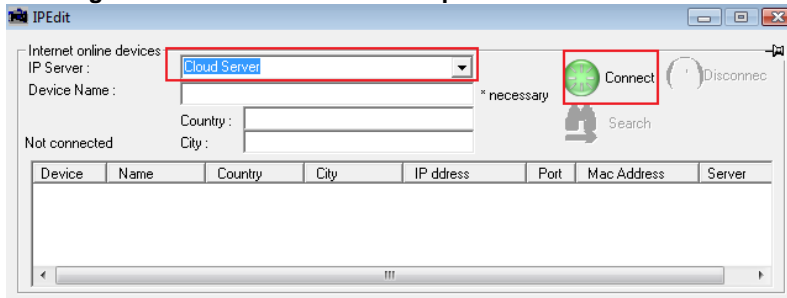 IPEdit
Internet online devices
IP Server :
Cloud Server
Connect
Disconnec
Device Name :
* necessary
Country :
Search
Not connected
City :
Device Name Country City IP ddress Port Mac Address Server